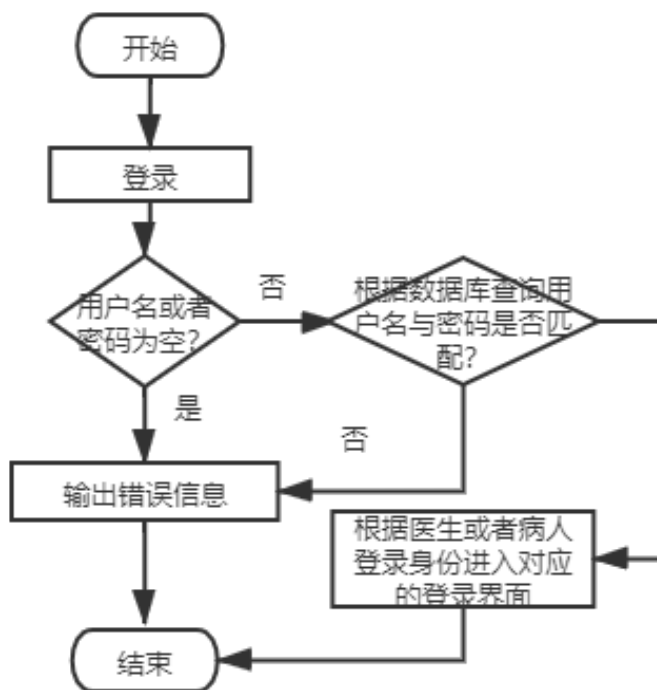 开始
登录
用户名或者
密码为空?
否
根据数据库查询用
户名与密码是否匹
配?
是
否
输出错误信息
根据医生或者病人
登录身份进入对应
的登录界面
结束